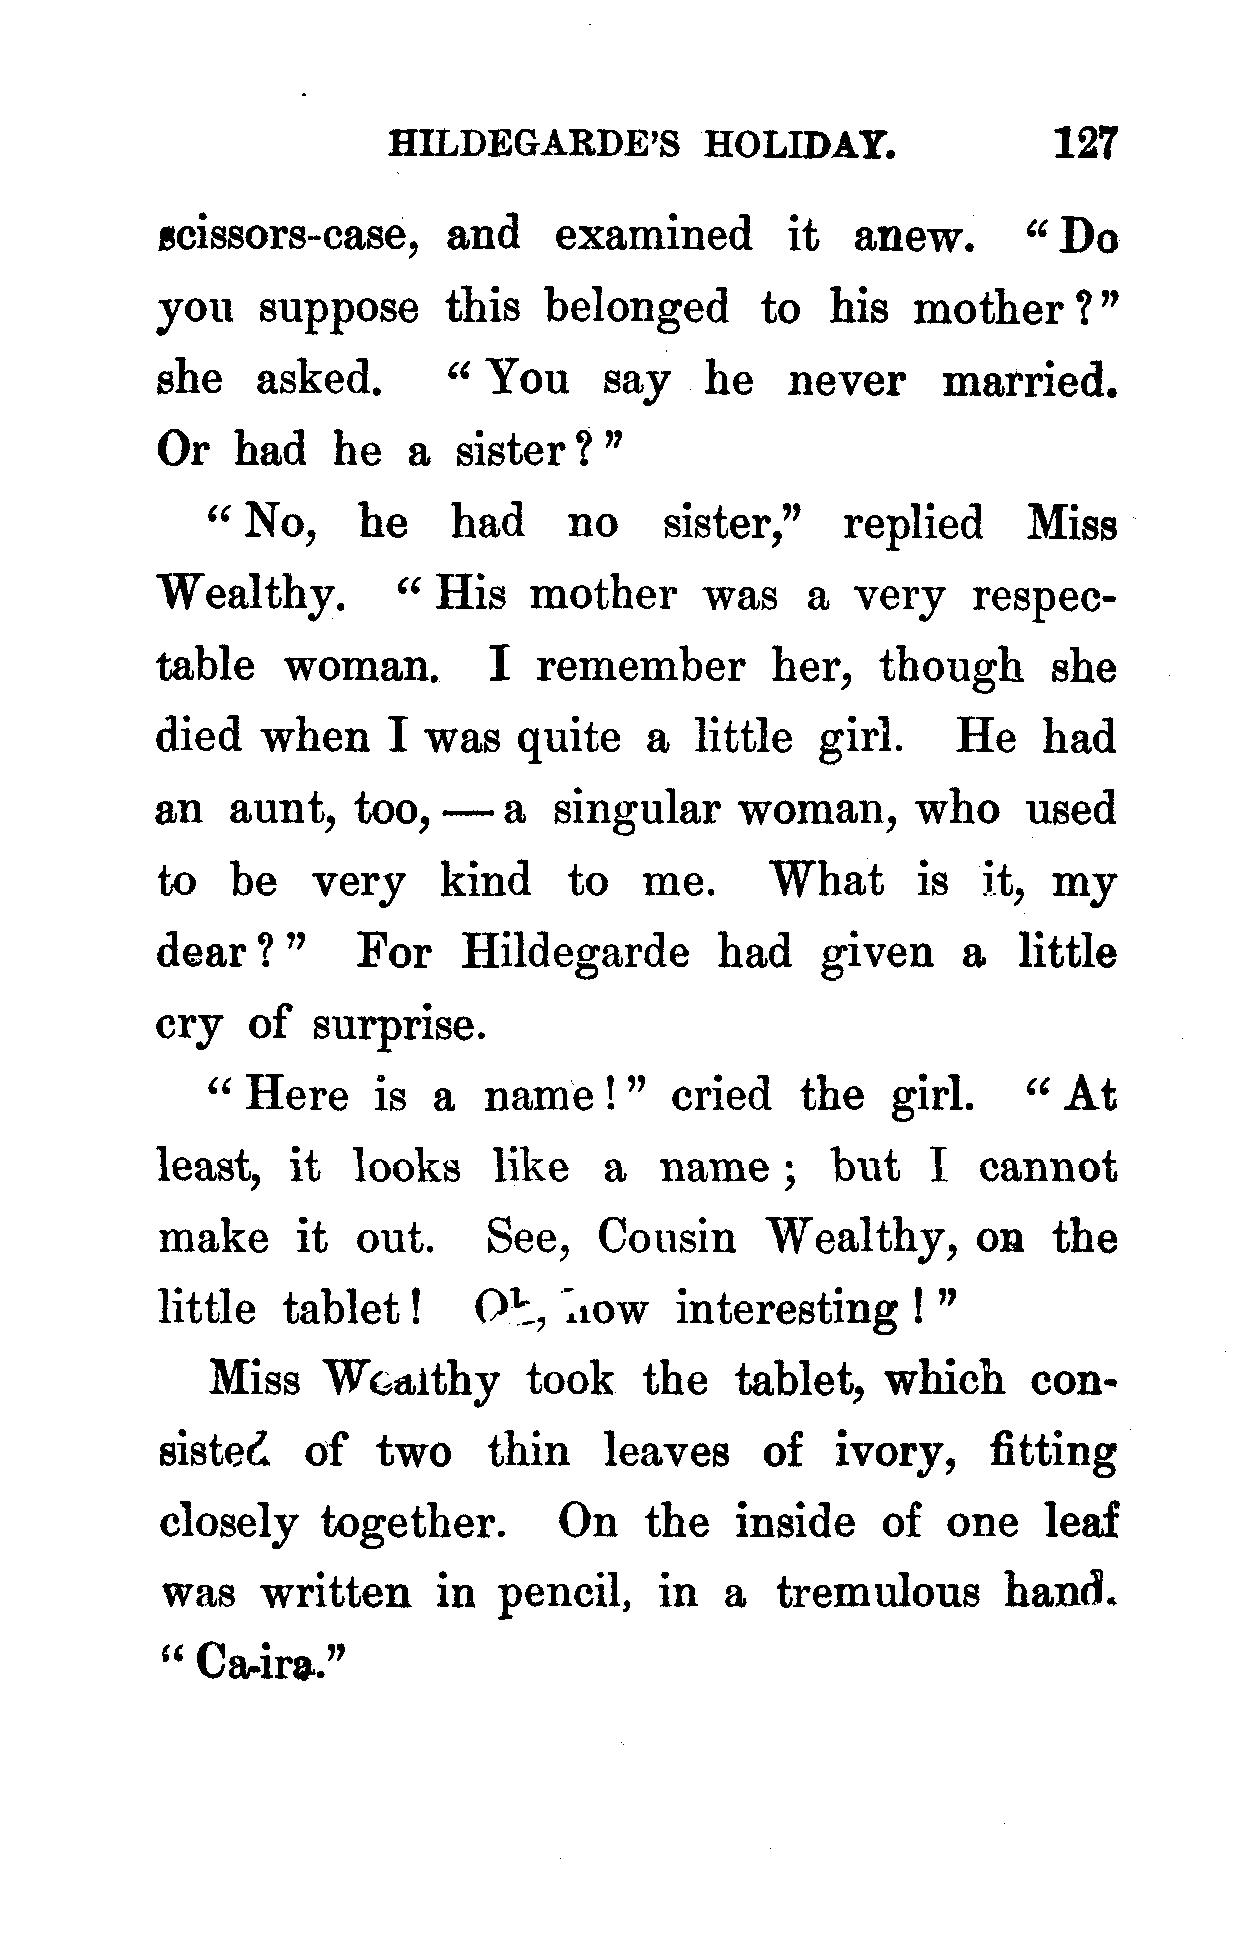 HILDEGARDE'S HOLIDAY. 127
scissors-case, and examined it anew. “Do
you suppose this belonged to his mother?”
she asked. “You say he never married.
Or had he a sister?”
“No, he had no sister,” replied Miss
Wealthy. “His mother was a very respec-
table woman. I remember her, though she
died when I was quite a little girl. He had
an aunt, too, — a singular woman, who used
to be very kind to me. What is it, my
dear?” For Hildegarde had given a little
cry of surprise.
“Here is a name!” cried the girl. “At
least, it looks like a name; but I cannot
make it out. See, Cousin Wealthy, on the
little tablet! Oh, how interesting!”
Miss Wealthy took the tablet, which con-
sisted of two thin leaves of ivory, fitting
closely together. On the inside of one leaf
was written in pencil, in a tremulous hand.
“Ca-ira.”